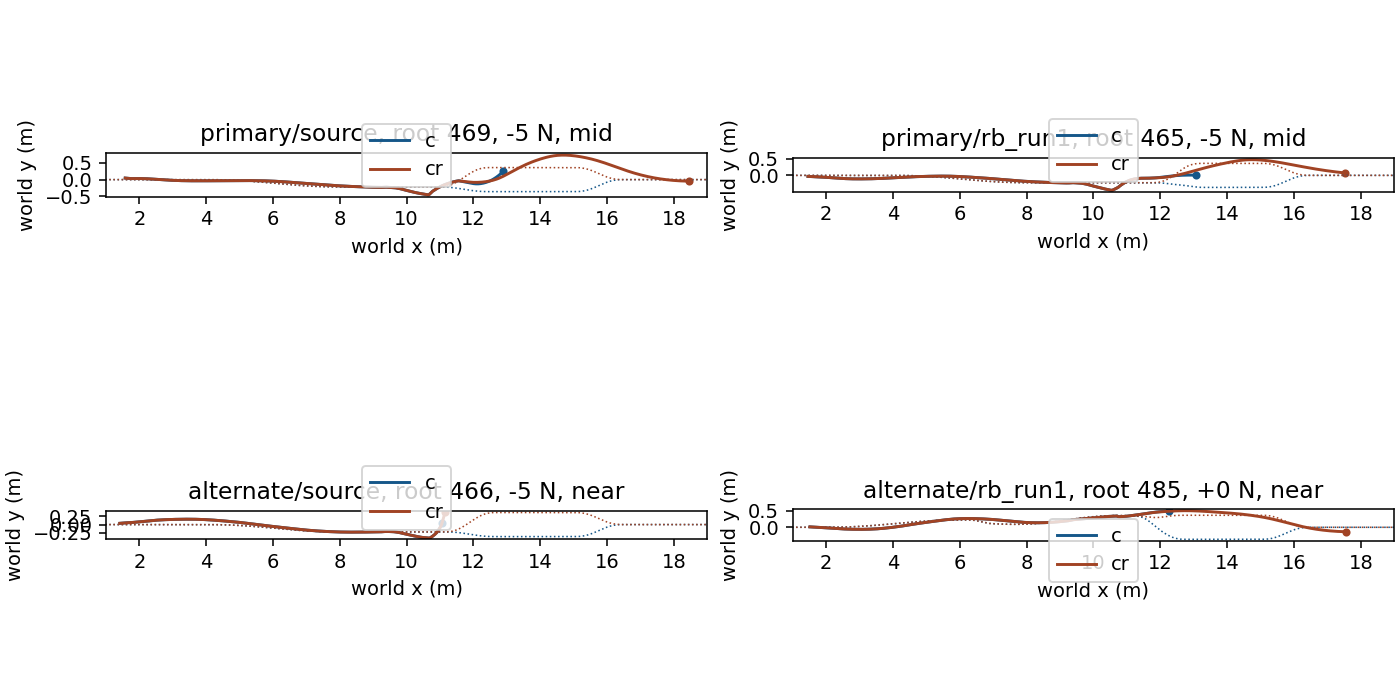 primary/source, root 469, -5 N, mid
c
cr
world y (m)
0.5
0.0
−0.5
2 4 6 8 10 12 14 16 18
world x (m)
primary/rb_run1, root 465, -5 N, mid
c
cr
world y (m)
0.5
0.0
2 4 6 8 10 12 14 16 18
world x (m)
alternate/source, root 466, -5 N, near
c
cr
world y (m)
0.25
0.00
−0.25
2 4 6 8 10 12 14 16 18
world x (m)
alternate/rb_run1, root 485, +0 N, near
world y (m)
0.5
0.0
c
cr
2 4 6 8 10 12 14 16 18
world x (m)